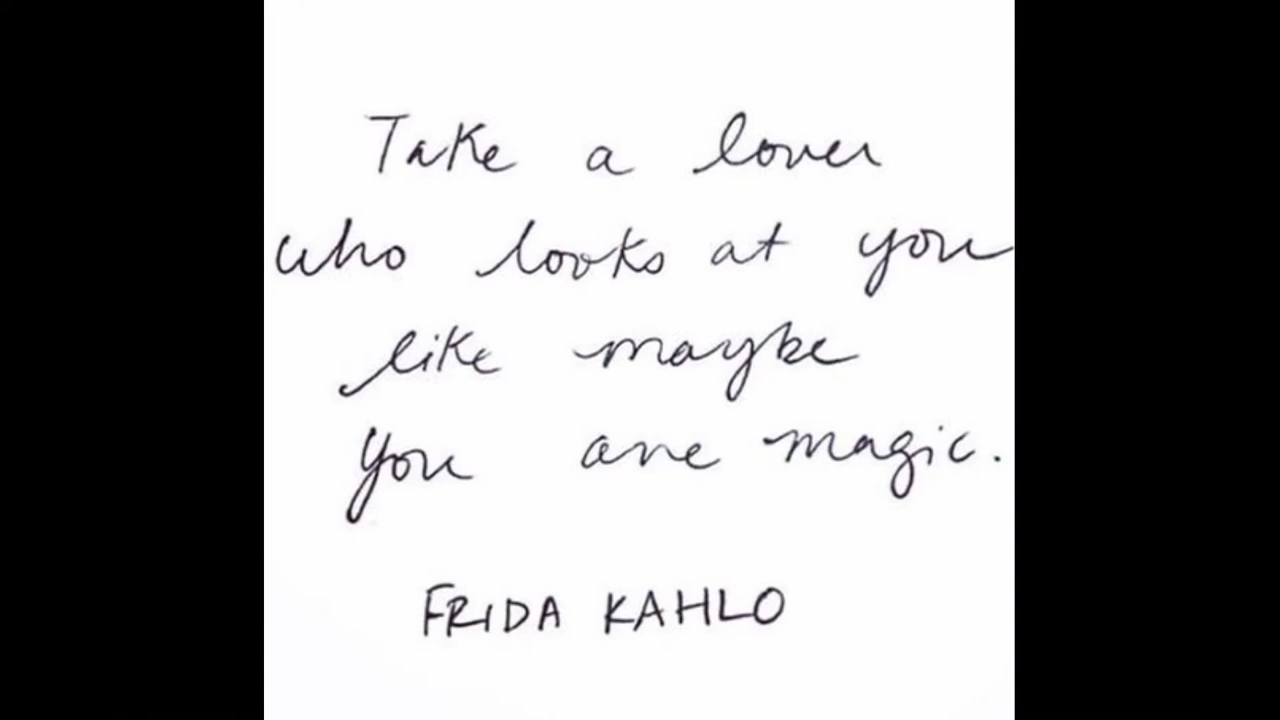 Take a lover
who looks at you
like maybe
you are magic.
FRIDA KAHLO